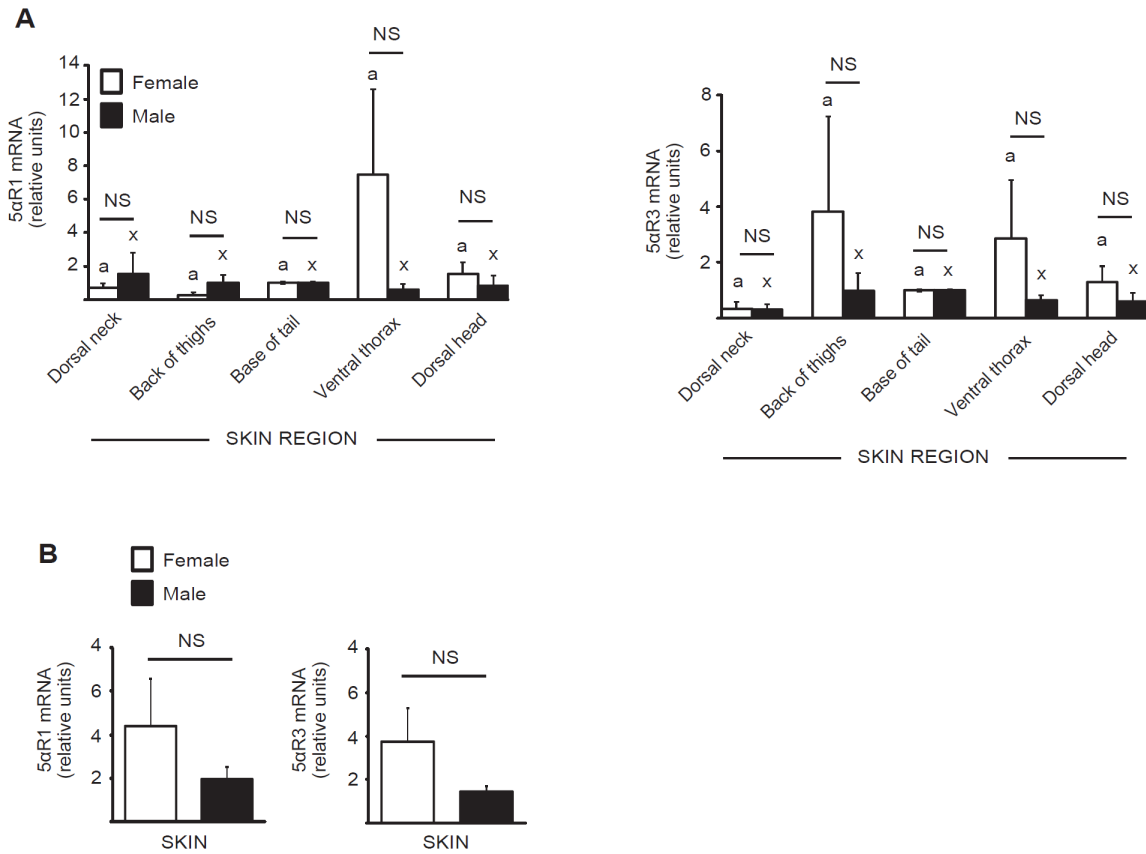 A
NS
14
12
10
8
6
4
2
5αR1 mRNA
(relative units)
Female
Male
NS
NS
NS
NS
a
x
a
x
a
x
a
x
a
x
Dorsal neck
Back of thighs
Base of tail
Ventral thorax
Dorsal head
SKIN REGION
8
6
4
2
5αR3 mRNA
(relative units)
NS
NS
NS
NS
NS
a
x
a
x
a
x
a
x
a
x
Dorsal neck
Back of thighs
Base of tail
Ventral thorax
Dorsal head
SKIN REGION
B
Female
Male
4
6
4
2
5αR1 mRNA
(relative units)
NS
SKIN
4
6
4
2
5αR3 mRNA
(relative units)
NS
SKIN